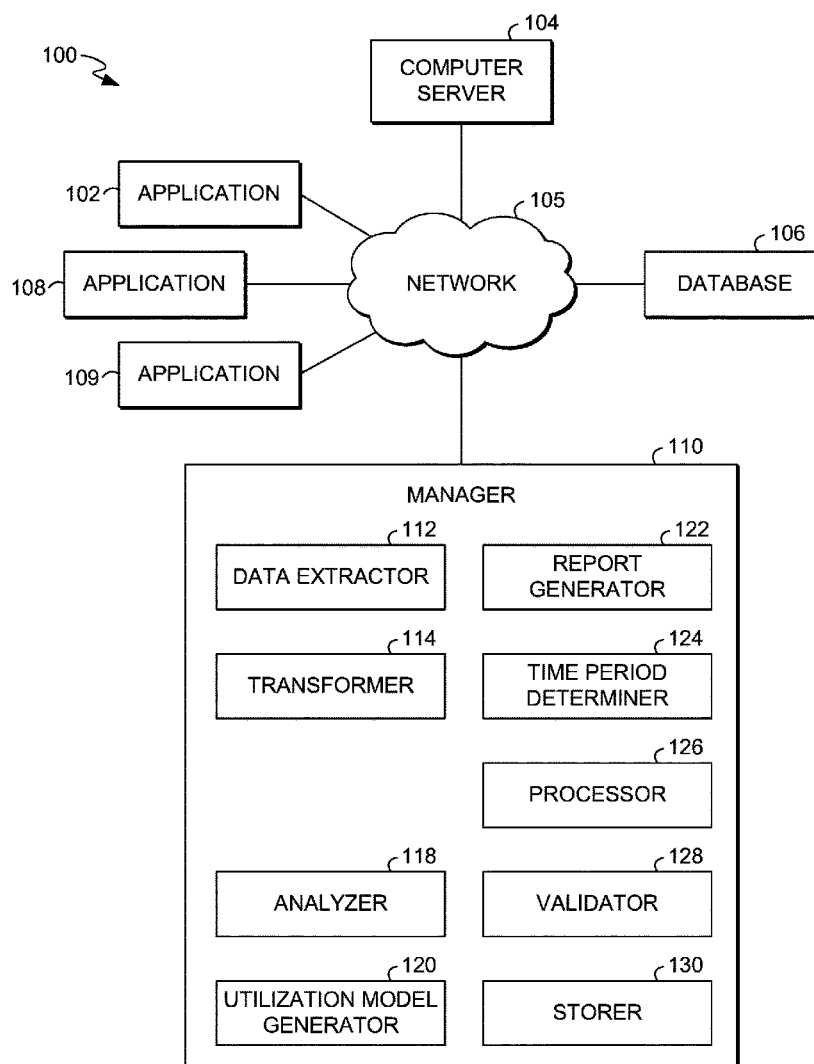 104
100
COMPUTER
SERVER
102
APPLICATION
105
106
108
APPLICATION
NETWORK
DATABASE
109
APPLICATION
110
MANAGER
112
122
DATA EXTRACTOR
REPORT
GENERATOR
114
124
TRANSFORMER
TIME PERIOD
DETERMINER
126
PROCESSOR
118
128
ANALYZER
VALIDATOR
120
130
UTILIZATION MODEL
GENERATOR
STORER